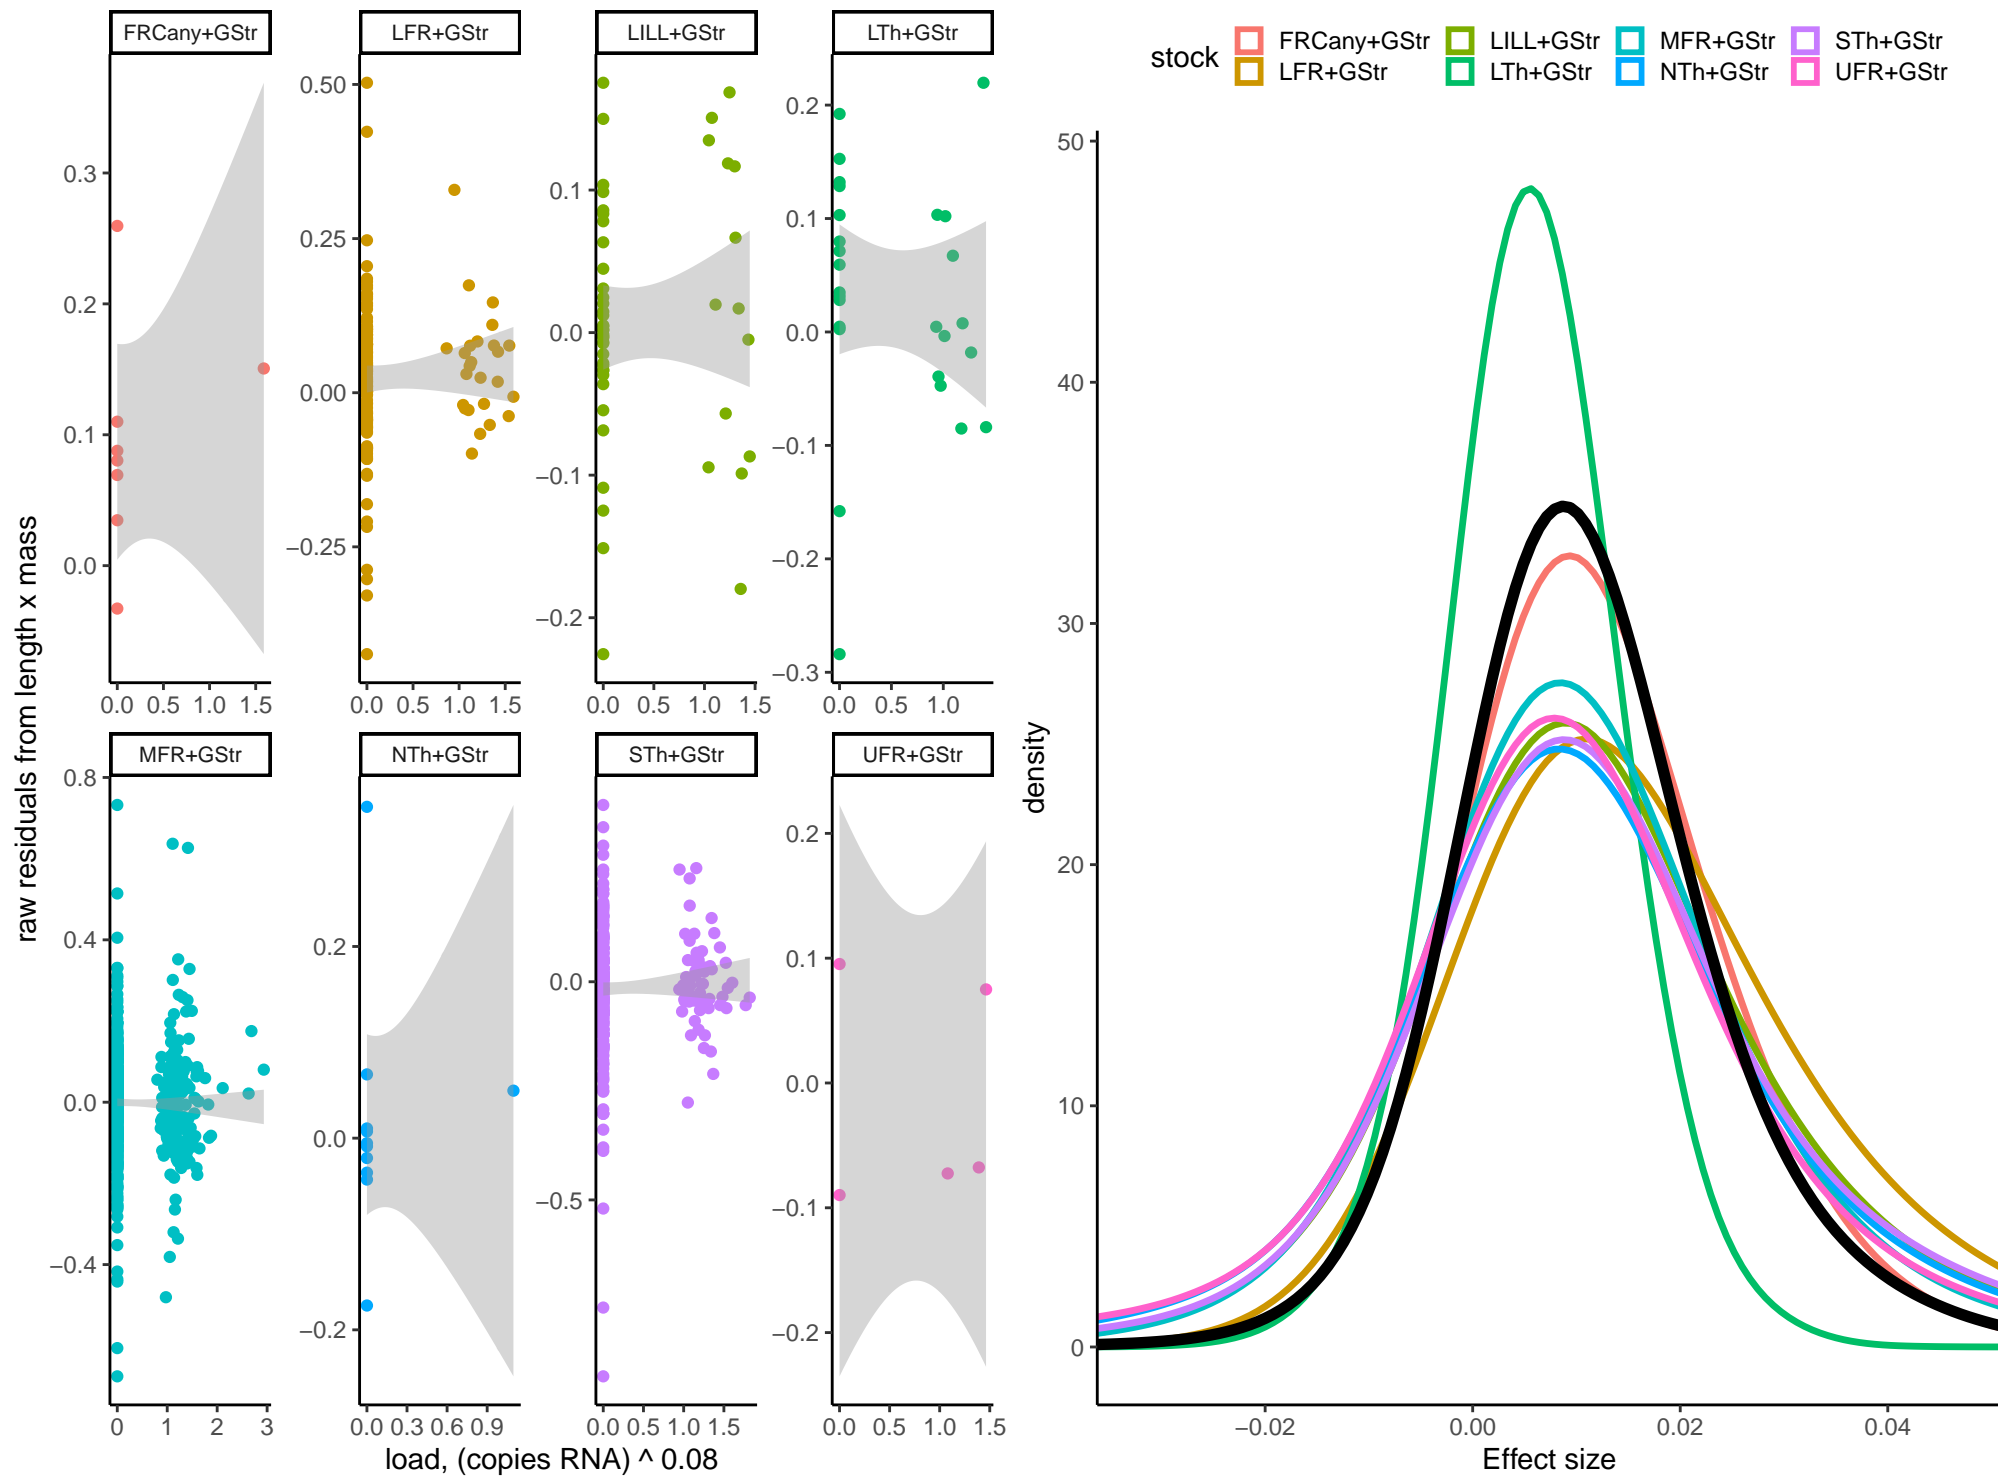 FRCany+GStr LFR+GStr LILL+GStr LTh+GStr
0.3
0.2
0.1
0.0
0.50
0.25
0.00
−0.25
0.1
0.0
−0.1
−0.2
0.2
0.1
0.0
−0.1
−0.2
−0.3
0.0 0.5 1.0 1.5
0.0 0.5 1.0 1.5
0.0 0.5 1.0 1.5
0.0 0.5 1.0
MFR+GStr NTh+GStr STh+GStr UFR+GStr
0.8
0.4
0.0
−0.4
0.2
0.0
−0.2
0.0
−0.5
0.2
0.1
0.0
−0.1
−0.2
0 1 2 3
0.0 0.3 0.6 0.9
0.0 0.5 1.0 1.5
0.0 0.5 1.0 1.5
raw residuals from length x mass
load, (copies RNA) ^ 0.08
stock
FRCany+GStr LILL+GStr MFR+GStr STh+GStr
LFR+GStr LTh+GStr NTh+GStr UFR+GStr
50
40
30
20
10
0
density
−0.02 0.00 0.02 0.04
Effect size